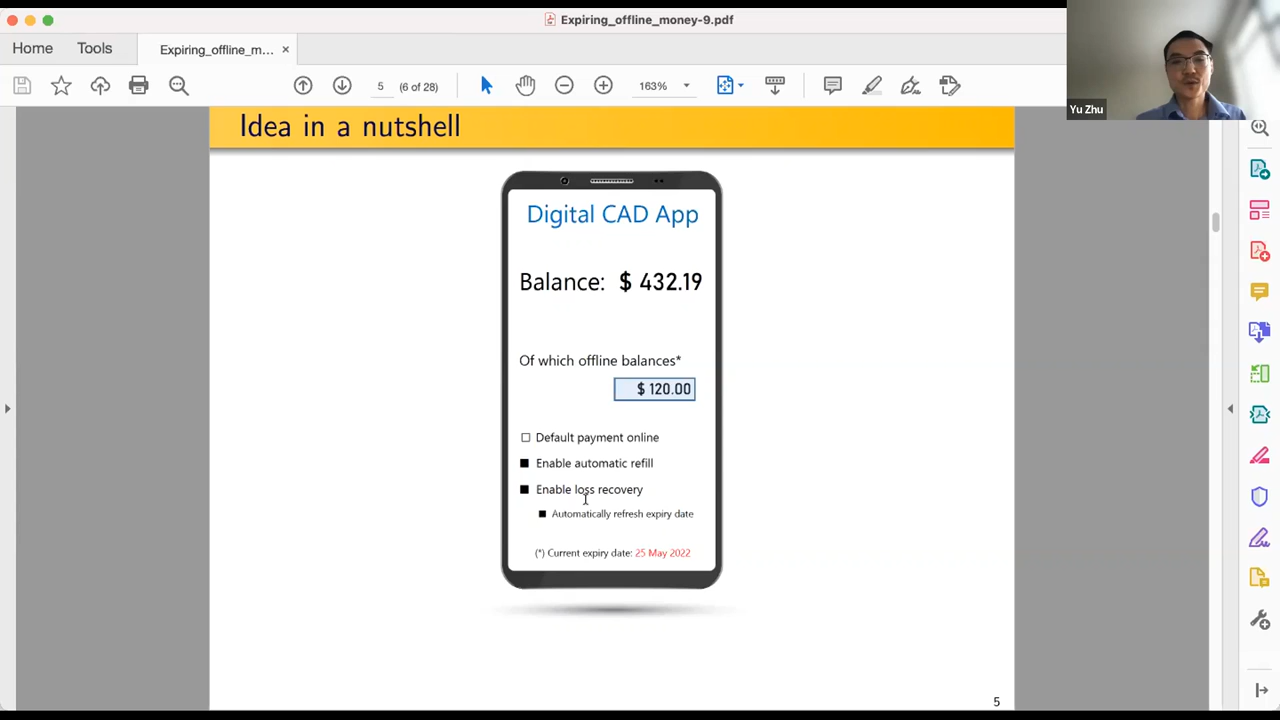 Expiring_offline_money-9.pdf
Home
Tools
Expiring_offline_m...
5
(6 of 28)
163%
Yu Zhu
Idea in a nutshell
Digital CAD App
Balance: $ 432.19
Of which offline balances*
$ 120.00
Default payment online
Enable automatic refill
Enable loss recovery
Automatically refresh expiry date
(*) Current expiry date: 25 May 2022
5